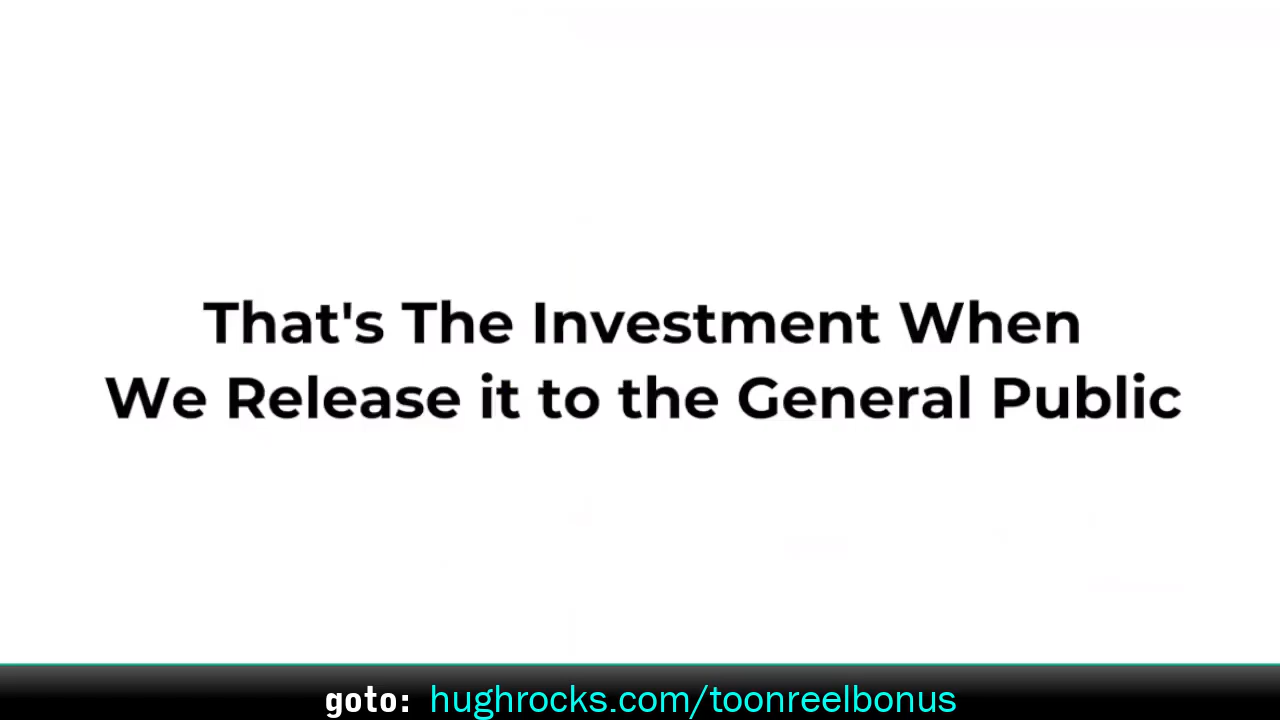 That's The Investment When
We Release it to the General Public
goto: hughrocks.com/toonreelbonus